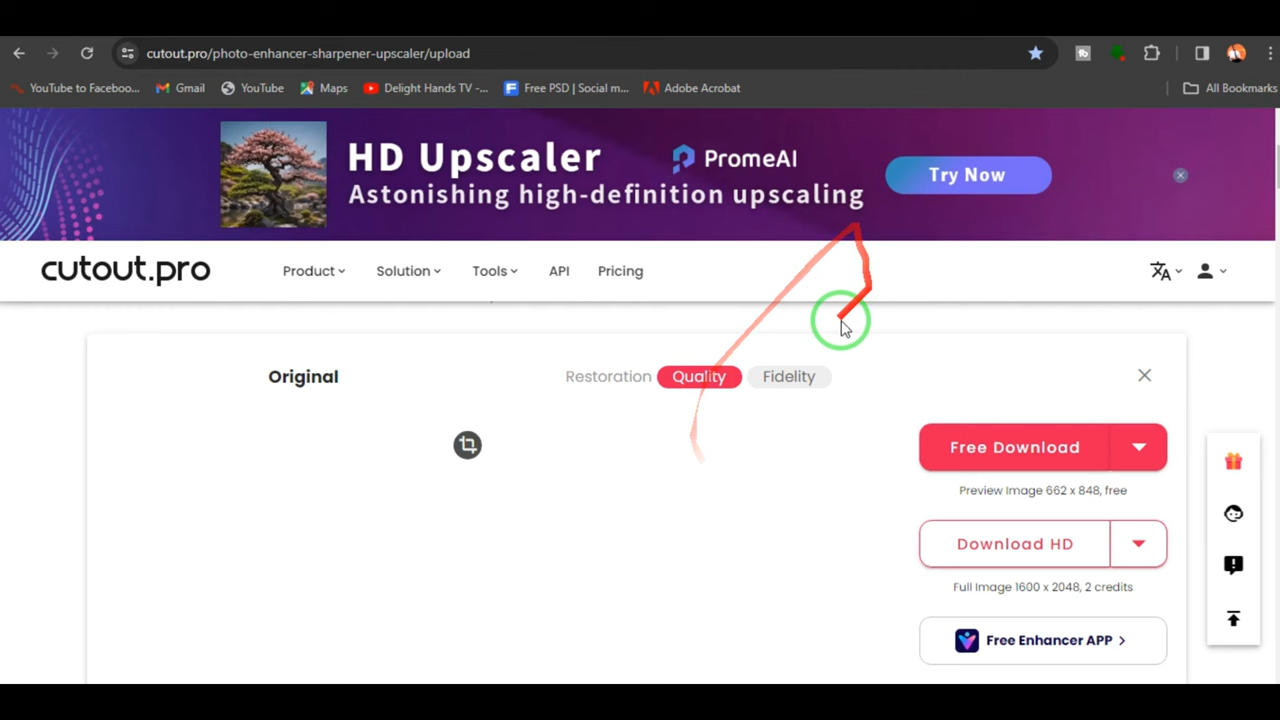 cutout.pro/photo-enhancer-sharpener-upscaler/upload
YouTube to Faceboo...
Gmail
YouTube
Maps
Delight Hands TV -...
Free PSD | Social m...
Adobe Acrobat
All Bookmarks
HD Upscaler
PromeAI
Try Now
Astonishing high-definition upscaling
cutout.pro
Product
Solution
Tools
API
Pricing
Original
Restoration
Quality
Fidelity
Free Download
Preview Image 662 x 848, free
Download HD
Full Image 1600 x 2048, 2 credits
Free Enhancer APP >